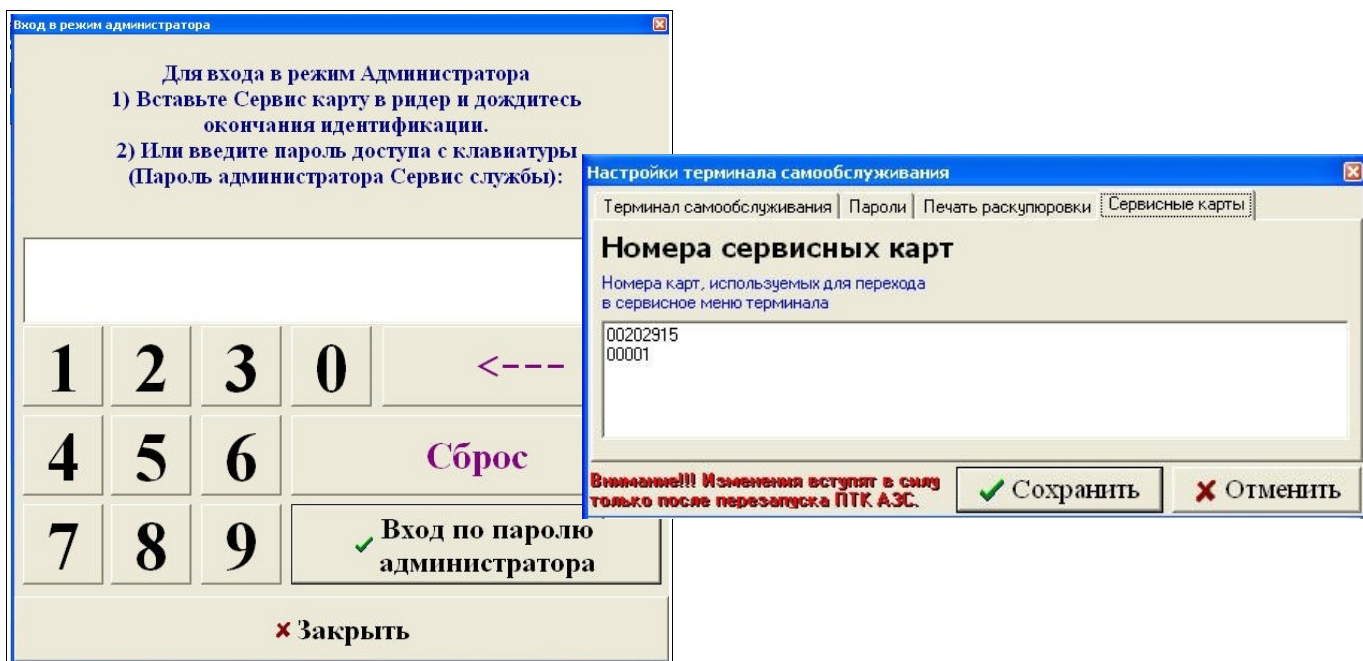 Вход в режим администратора
Для входа в режим Администратора
1) Вставьте Сервис карту в ридер и дождитесь
окончания идентификации.
2) Или введите пароль доступа с клавиатуры
(Пароль администратора Сервис службы):
1 2 3 0 <---
4 5 6 Сброс
7 8 9 Вход по паролю
администратора
Закрыть
Настройки терминала самообслуживания
Терминал самообслуживания Пароли Печать раскупюровки Сервисные карты
Номера сервисных карт
Номера карт, используемых для перехода
в сервисное меню терминала
00202915
00001
Внимание!!! Изменения вступят в силу
только после перезапуска ПТК АЗС.
Сохранить Отменить